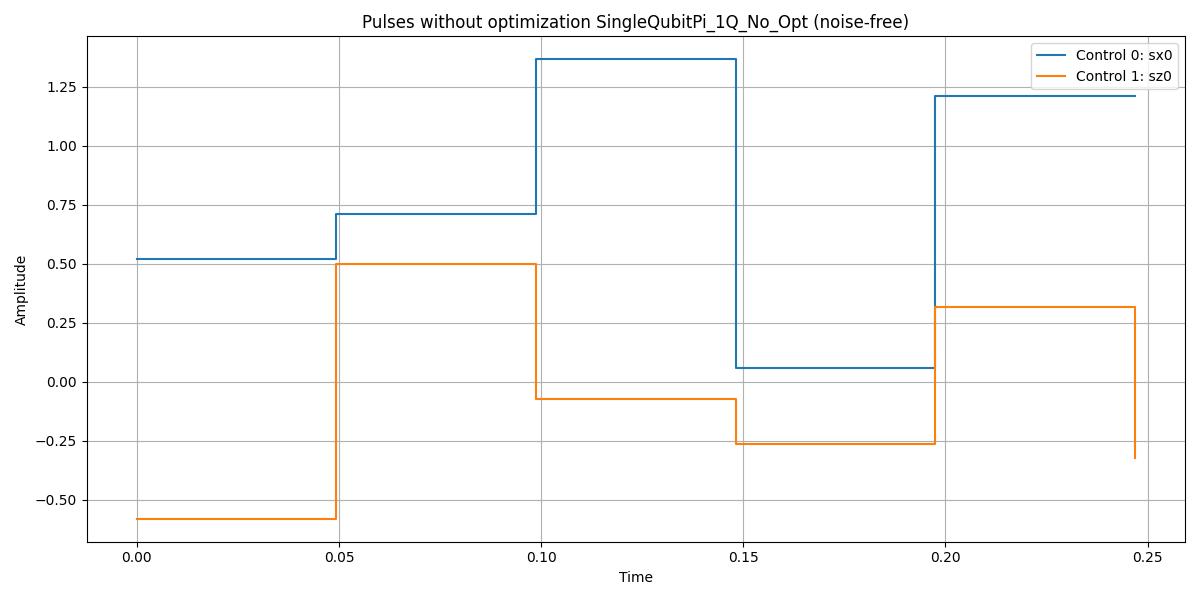 Pulses without optimization SingleQubitPi_1Q_No_Opt (noise-free)
Control 0: sx0
Control 1: sz0
Amplitude
1.25
1.00
0.75
0.50
0.25
0.00
−0.25
−0.50
0.00 0.05 0.10 0.15 0.20 0.25
Time